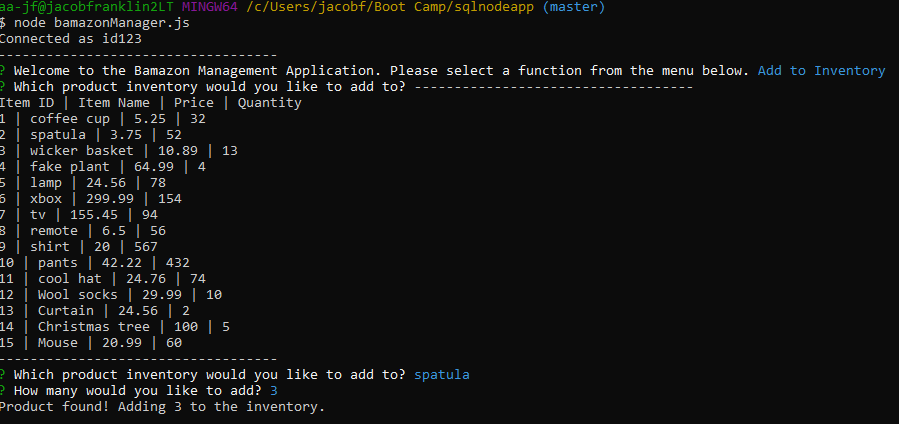 aa-jf@jacobfranklin2LT MINGW64 /c/Users/jacobf/Boot Camp/sqlnodeapp (master)
$ node bamazonManager.js
Connected as id123
-----------------------------------
? Welcome to the Bamazon Management Application. Please select a function from the menu below. Add to Inventory
? Which product inventory would you like to add to? -----------------------------------
Item ID | Item Name | Price | Quantity
1 | coffee cup | 5.25 | 32
2 | spatula | 3.75 | 52
3 | wicker basket | 10.89 | 13
4 | fake plant | 64.99 | 4
5 | lamp | 24.56 | 78
6 | xbox | 299.99 | 154
7 | tv | 155.45 | 94
8 | remote | 6.5 | 56
9 | shirt | 20 | 567
10 | pants | 42.22 | 432
11 | cool hat | 24.76 | 74
12 | Wool socks | 29.99 | 10
13 | Curtain | 24.56 | 2
14 | Christmas tree | 100 | 5
15 | Mouse | 20.99 | 60
-----------------------------------
? Which product inventory would you like to add to? spatula
? How many would you like to add? 3
Product found! Adding 3 to the inventory.